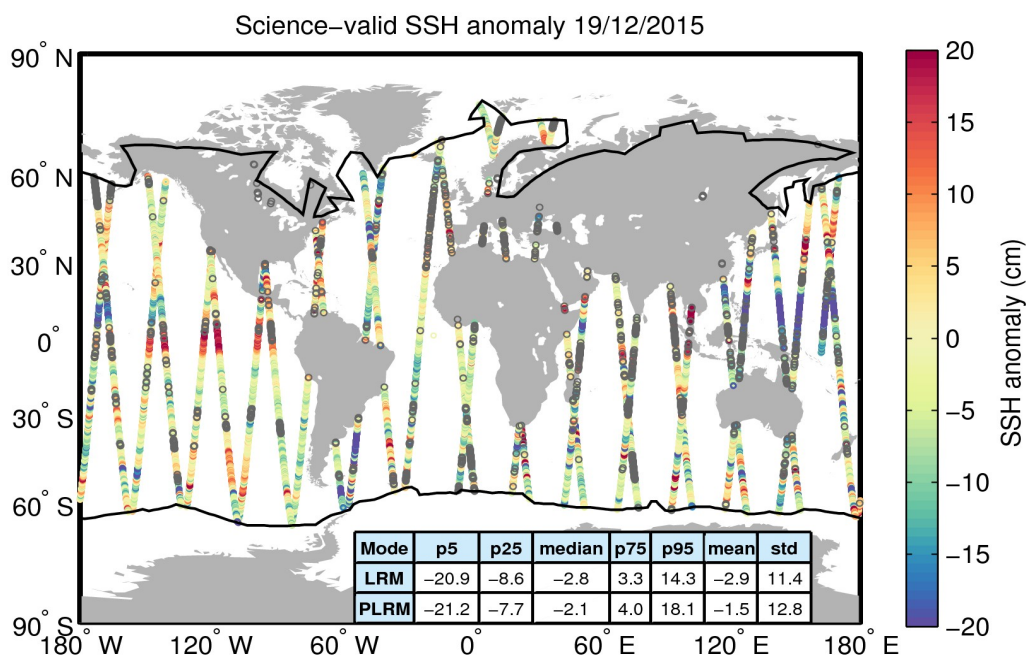 Science−valid SSH anomaly 19/12/2015
90° N
60° N
30° N
0°
30° S
60° S
90° S
180° W
120° W
60° W
0°
60° E
120° E
180° E
20
15
10
5
0
−5
−10
−15
−20
SSH anomaly (cm)
Mode p5 p25 median p75 p95 mean std
LRM −20.9 −8.6 −2.8 3.3 14.3 −2.9 11.4
PLRM −21.2 −7.7 −2.1 4.0 18.1 −1.5 12.8